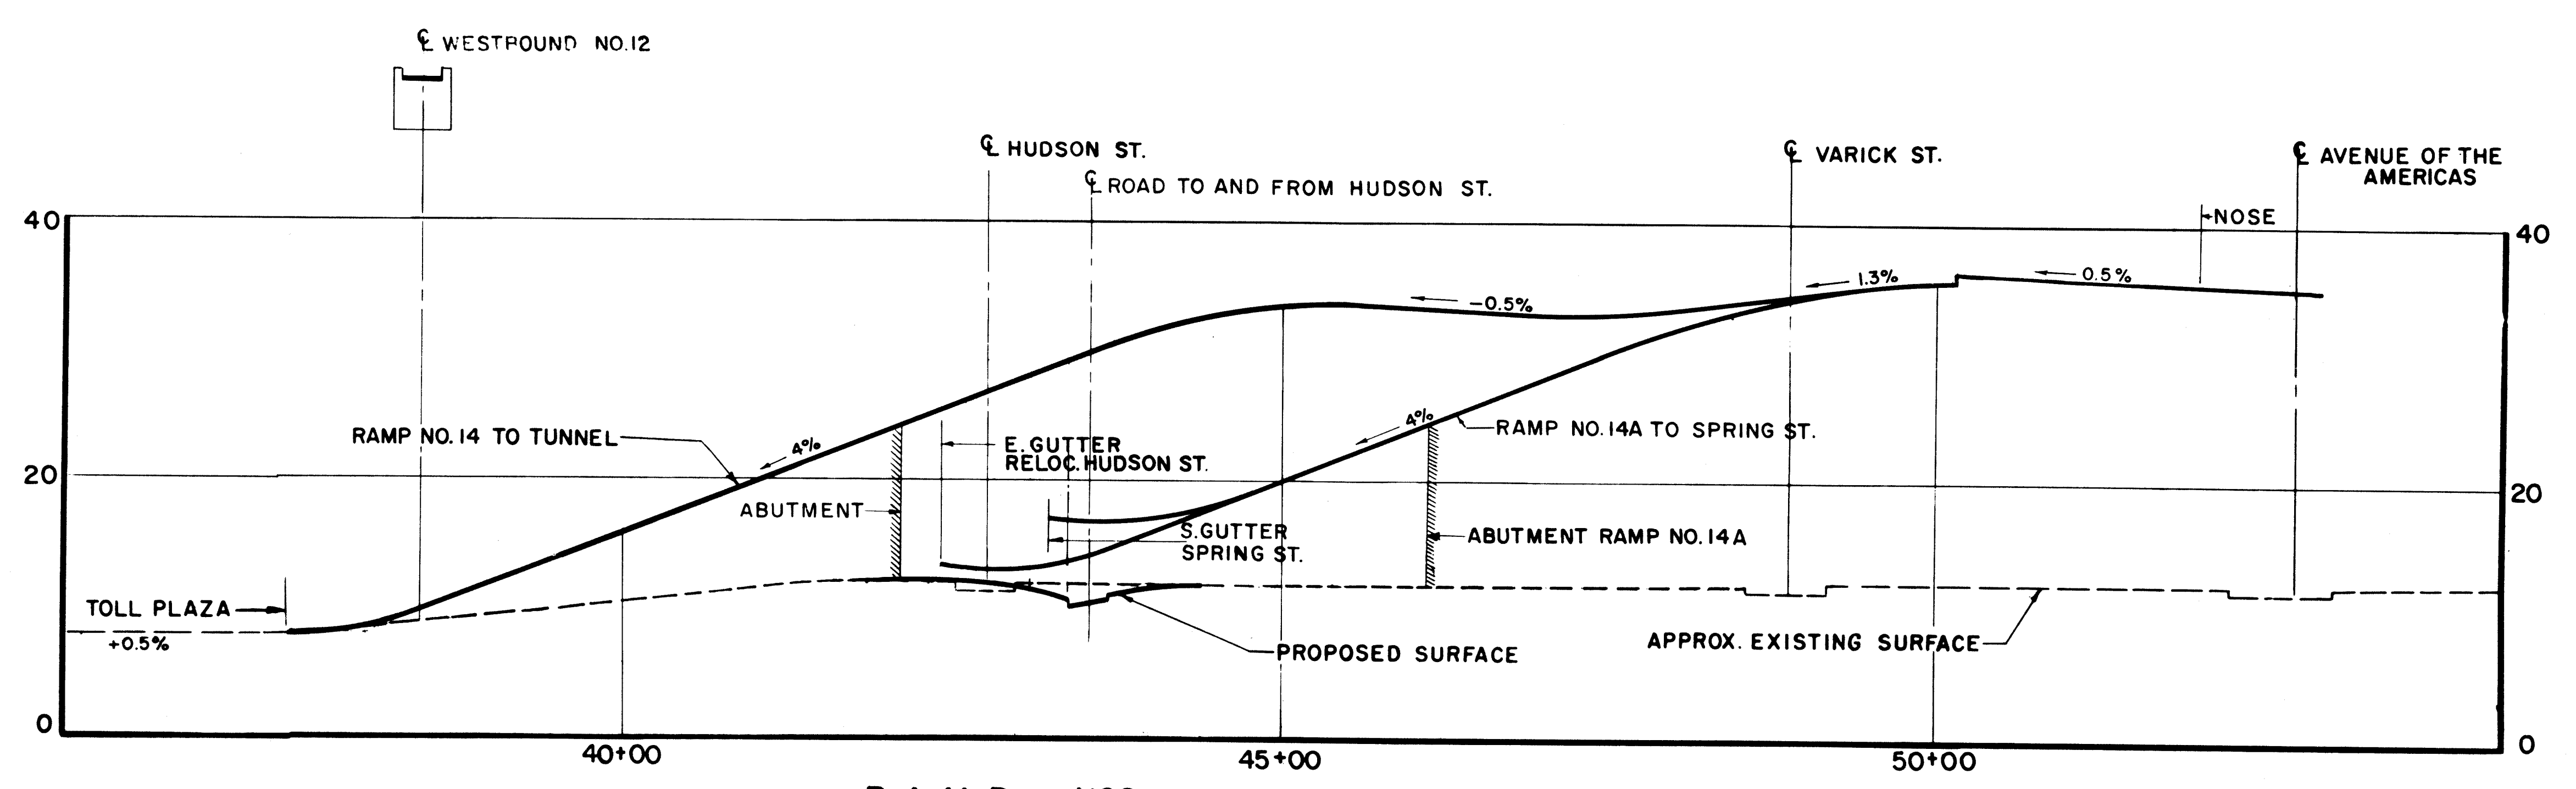 ℄ WESTBOUND NO.12
℄ HUDSON ST.
℄ ROAD TO AND FROM HUDSON ST.
℄ VARICK ST.
℄ AVENUE OF THE
AMERICAS
40
NOSE
40
0.5%
1.3%
-0.5%
4%
RAMP NO.14 TO TUNNEL
4%
E. GUTTER
RELOC. HUDSON ST.
RAMP NO.14A TO SPRING ST.
20
20
ABUTMENT
S. GUTTER
SPRING ST.
ABUTMENT RAMP NO.14A
TOLL PLAZA
+0.5%
PROPOSED SURFACE
APPROX. EXISTING SURFACE
0
0
40+00
45+00
50+00